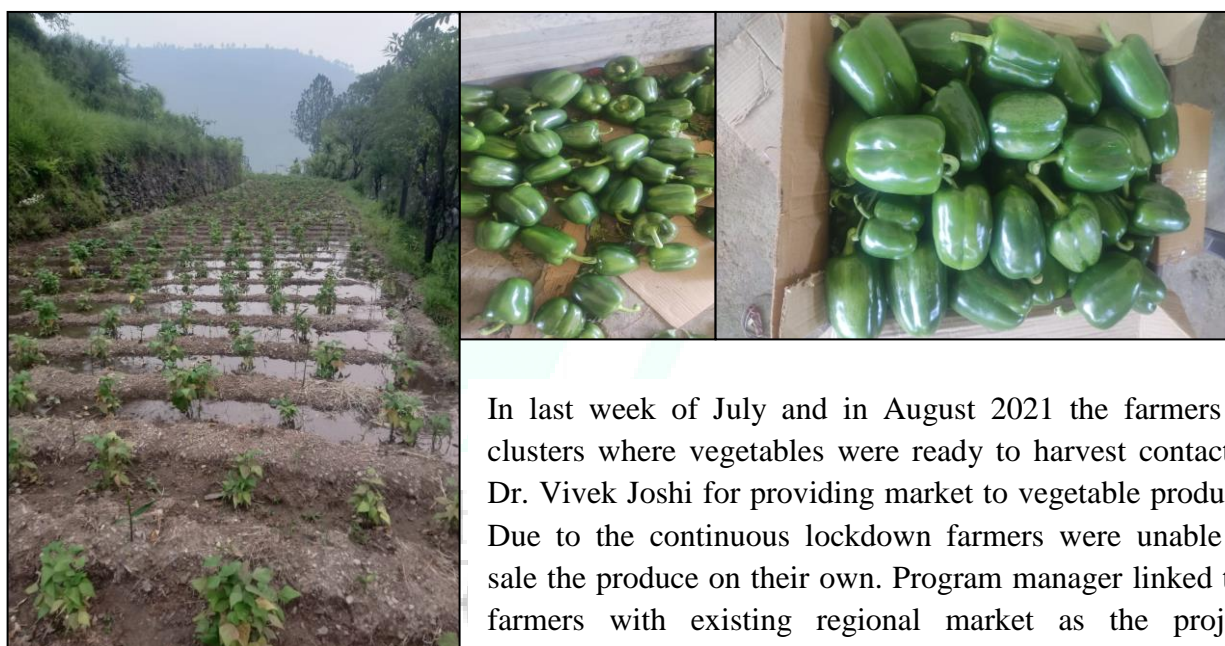 In last week of July and in August 2021 the farmers
clusters where vegetables were ready to harvest contact
Dr. Vivek Joshi for providing market to vegetable produ
Due to the continuous lockdown farmers were unable
sale the produce on their own. Program manager linked t
farmers with existing regional market as the proj